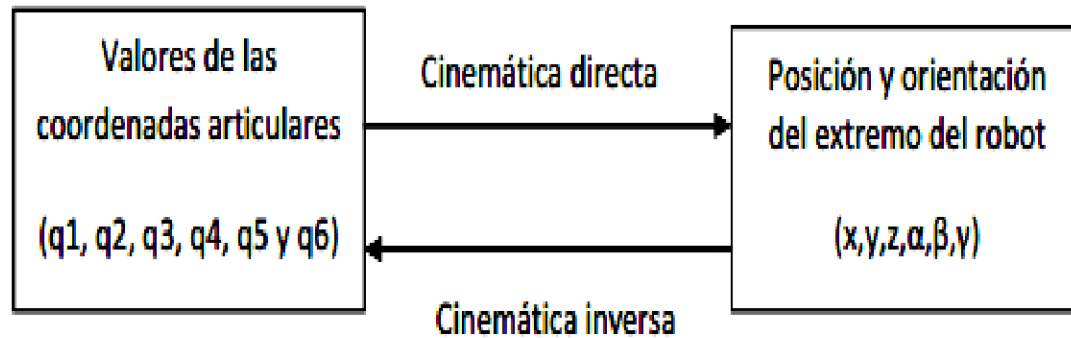 Valores de las
coordenadas articulares
(q1, q2, q3, q4, q5 y q6)
Cinemática directa
Cinemática inversa
Posición y orientación
del extremo del robot
(x,y,z,α,β,γ)